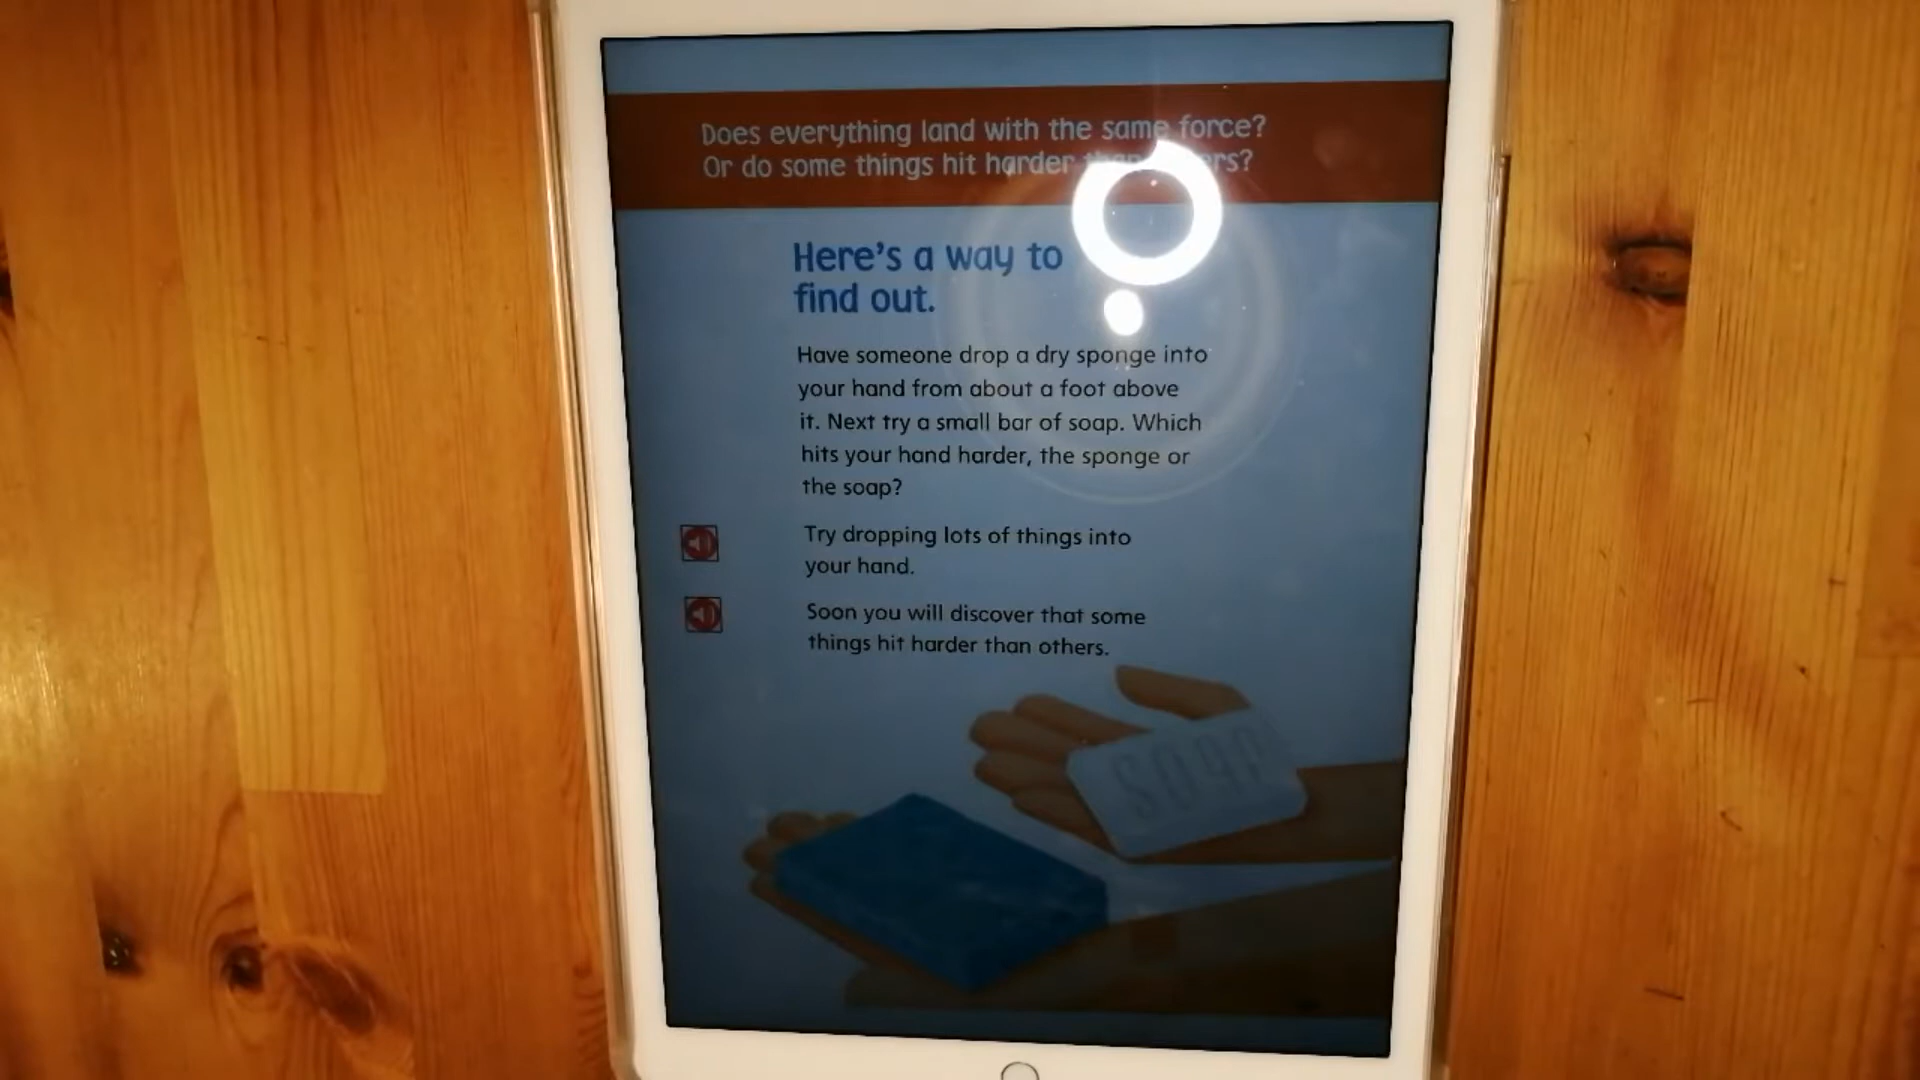 Does everything land with the same force?
Or do some things hit harder than others?
Here's a way to
find out.
Have someone drop a dry sponge into
your hand from about a foot above
it. Next try a small bar of soap. Which
hits your hand harder, the sponge or
the soap?
Try dropping lots of things into
your hand.
Soon you will discover that some
things hit harder than others.
SOAP